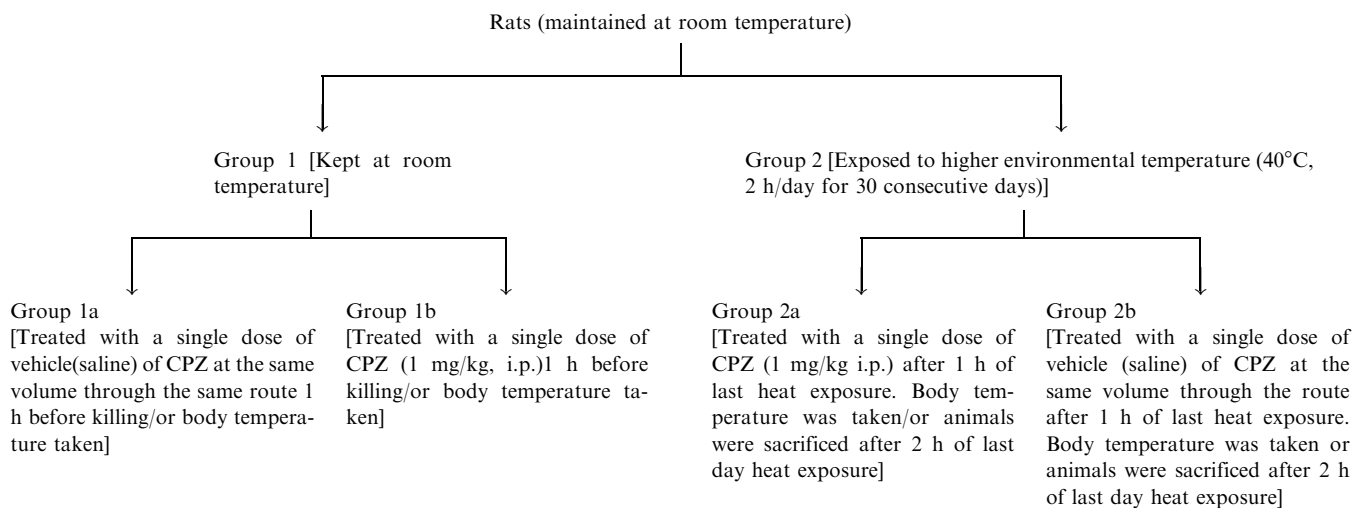 Rats (maintained at room temperature)
Group 1 [Kept at room
temperature]
Group 2 [Exposed to higher environmental temperature (40°C,
2 h/day for 30 consecutive days)]
Group 1a
[Treated with a single dose of
vehicle(saline) of CPZ at the same
volume through the same route 1
h before killing/or body tempera-
ture taken]
Group 1b
[Treated with a single dose of
CPZ (1 mg/kg, i.p.)1 h before
killing/or body temperature ta-
ken]
Group 2a
[Treated with a single dose of
CPZ (1 mg/kg i.p.) after 1 h of
last heat exposure. Body tem-
perature was taken/or animals
were sacrificed after 2 h of last
day heat exposure]
Group 2b
[Treated with a single dose of
vehicle (saline) of CPZ at the
same volume through the route
after 1 h of last heat exposure.
Body temperature was taken or
animals were sacrificed after 2 h
of last day heat exposure]